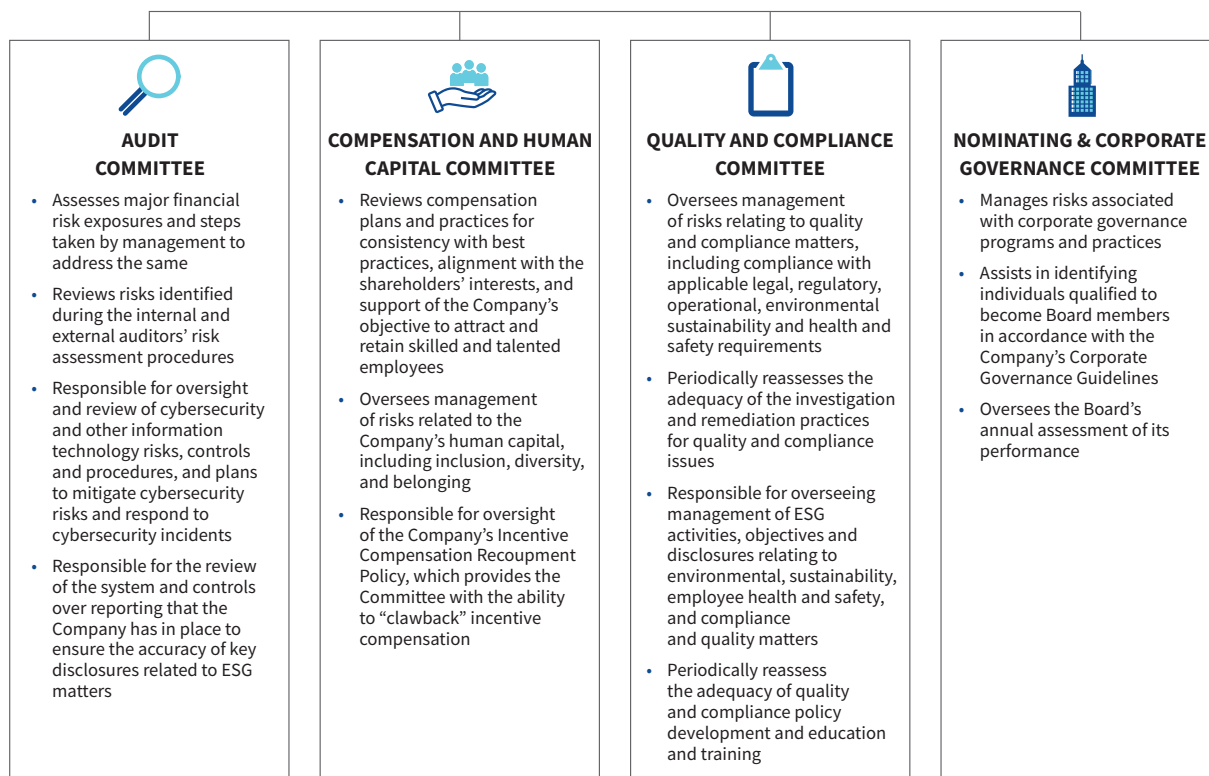 AUDIT
COMMITTEE
• Assesses major financial
risk exposures and steps
taken by management to
address the same
• Reviews risks identified
during the internal and
external auditors’ risk
assessment procedures
• Responsible for oversight
and review of cybersecurity
and other information
technology risks, controls
and procedures, and plans
to mitigate cybersecurity
risks and respond to
cybersecurity incidents
• Responsible for the review
of the system and controls
over reporting that the
Company has in place to
ensure the accuracy of key
disclosures related to ESG
matters
COMPENSATION AND HUMAN
CAPITAL COMMITTEE
• Reviews compensation
plans and practices for
consistency with best
practices, alignment with the
shareholders’ interests, and
support of the Company’s
objective to attract and
retain skilled and talented
employees
• Oversees management
of risks related to the
Company’s human capital,
including inclusion, diversity,
and belonging
• Responsible for oversight
of the Company’s Incentive
Compensation Recoupment
Policy, which provides the
Committee with the ability
to “clawback” incentive
compensation
QUALITY AND COMPLIANCE
COMMITTEE
• Oversees management
of risks relating to quality
and compliance matters,
including compliance with
applicable legal, regulatory,
operational, environmental
sustainability and health and
safety requirements
• Periodically reassesses the
adequacy of the investigation
and remediation practices
for quality and compliance
issues
• Responsible for overseeing
management of ESG
activities, objectives and
disclosures relating to
environmental, sustainability,
employee health and safety,
and compliance
and quality matters
• Periodically reassess
the adequacy of quality
and compliance policy
development and education
and training
NOMINATING & CORPORATE
GOVERNANCE COMMITTEE
• Manages risks associated
with corporate governance
programs and practices
• Assists in identifying
individuals qualified to
become Board members
in accordance with the
Company’s Corporate
Governance Guidelines
• Oversees the Board’s
annual assessment of its
performance